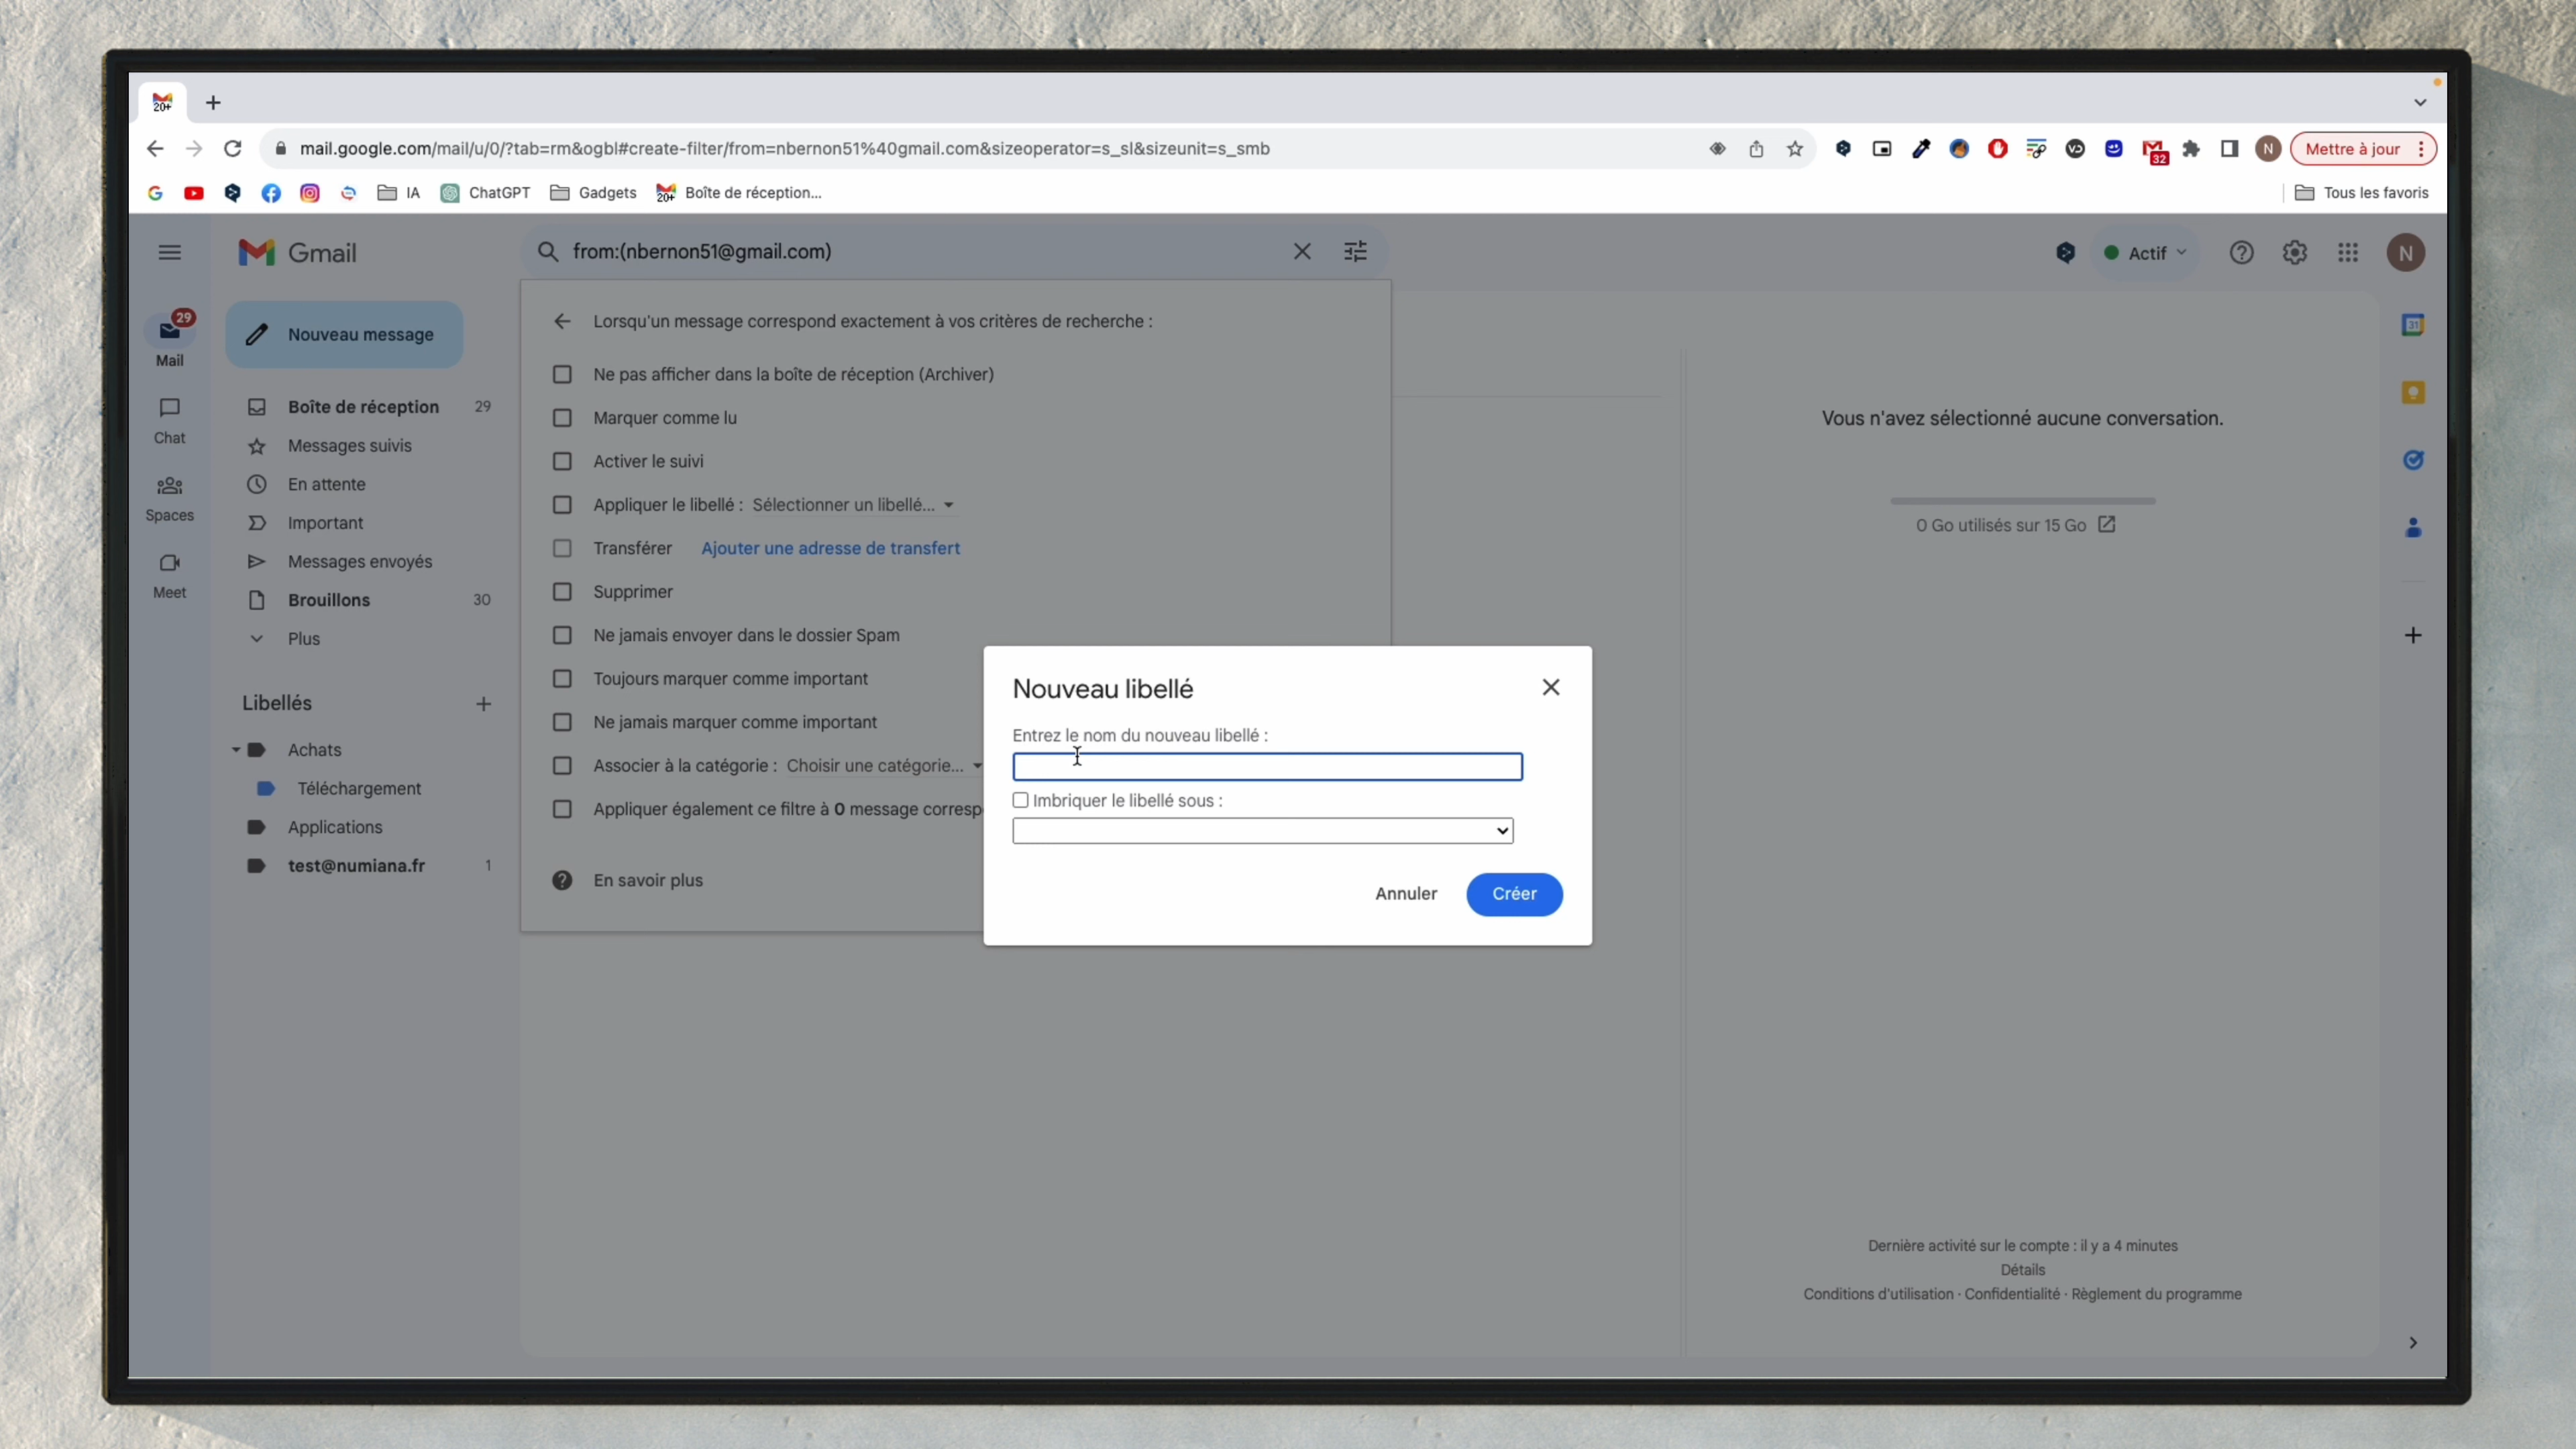 20+
mail.google.com/mail/u/0/?tab=rm&ogbl#create-filter/from=nbernon51%40gmail.com&sizeoperator=s_sl&sizeunit=s_smb
32
N
Mettre à jour
IA
ChatGPT
Gadgets
20+
Boîte de réception...
Tous les favoris
Gmail
from:(nbernon51@gmail.com)
Actif
N
29
Mail
Chat
Spaces
Meet
Nouveau message
Boîte de réception 29
Messages suivis
En attente
Important
Messages envoyés
Brouillons 30
Plus
Libellés
Achats
Téléchargement
Applications
test@numiana.fr 1
Lorsqu'un message correspond exactement à vos critères de recherche :
Ne pas afficher dans la boîte de réception (Archiver)
Marquer comme lu
Activer le suivi
Appliquer le libellé : Sélectionner un libellé...
Transférer Ajouter une adresse de transfert
Supprimer
Ne jamais envoyer dans le dossier Spam
Toujours marquer comme important
Ne jamais marquer comme important
Associer à la catégorie : Choisir une catégorie...
Appliquer également ce filtre à 0 message corresp
En savoir plus
Nouveau libellé
Entrez le nom du nouveau libellé :
Imbriquer le libellé sous :
Annuler
Créer
Vous n'avez sélectionné aucune conversation.
0 Go utilisés sur 15 Go
31
Dernière activité sur le compte : il y a 4 minutes
Détails
Conditions d'utilisation · Confidentialité · Règlement du programme